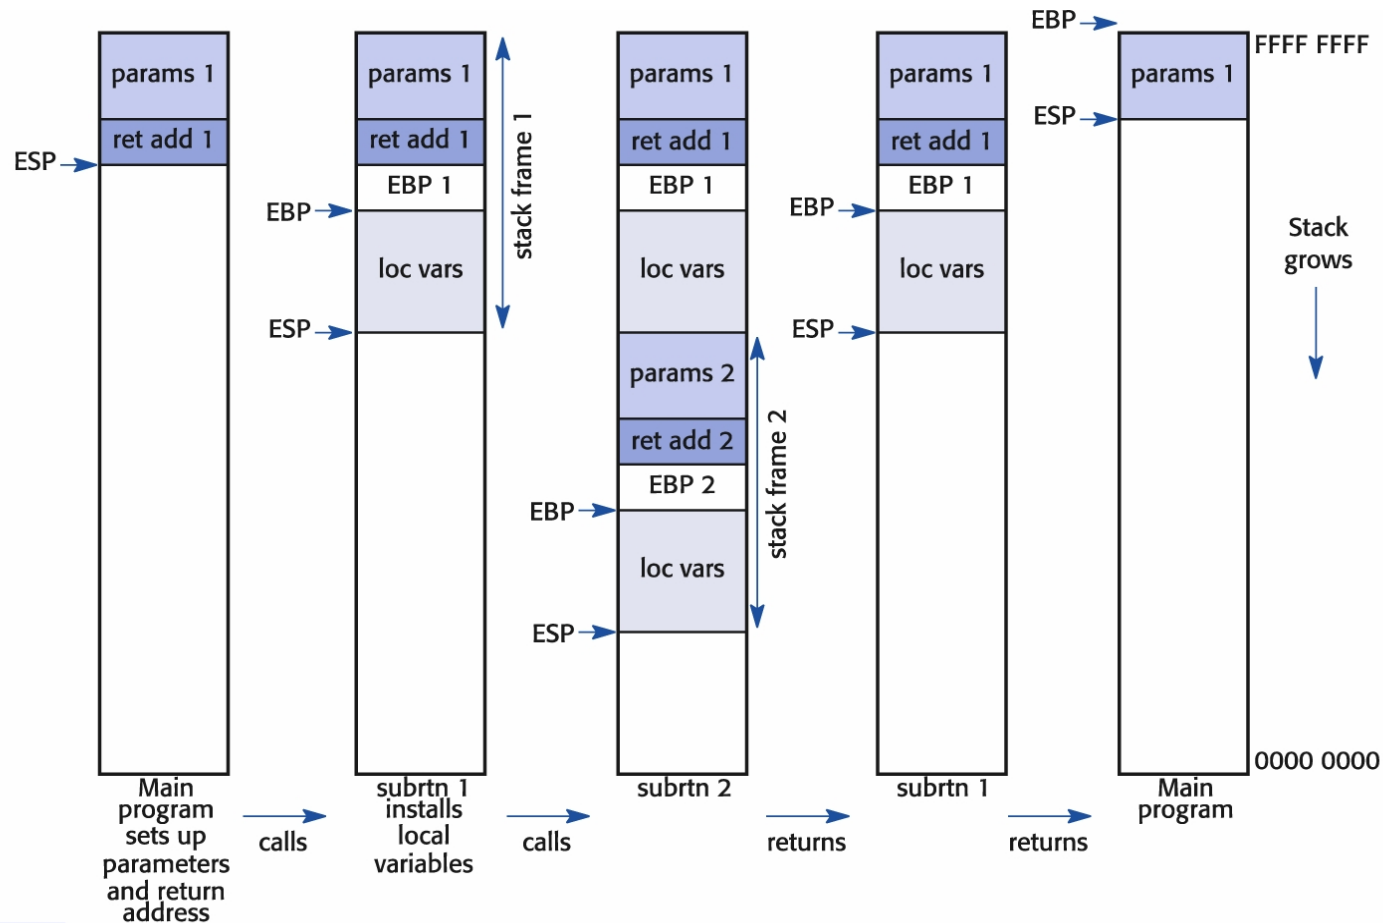 EBP
FFFF FFFF
params 1
params 1
params 1
params 1
params 1
ret add 1
ret add 1
ret add 1
ret add 1
ESP
ESP
stack frame 1
EBP 1
EBP 1
EBP 1
EBP
EBP
Stack
grows
loc vars
loc vars
loc vars
ESP
ESP
params 2
ret add 2
stack frame 2
EBP 2
EBP
loc vars
ESP
0000 0000
Main
program
sets up
parameters
and return
address
calls
subrtn 1
installs
local
variables
calls
subrtn 2
returns
subrtn 1
returns
Main
program